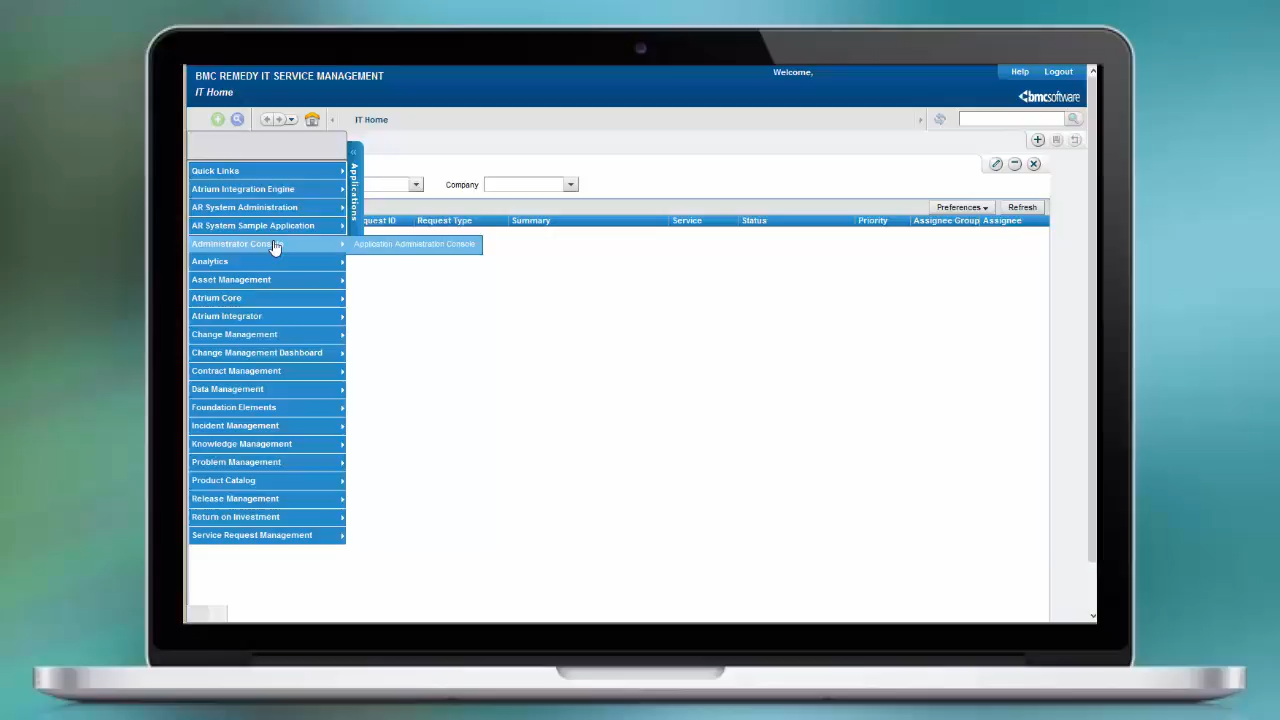 BMC REMEDY IT SERVICE MANAGEMENT
Welcome,
Help
Logout
IT Home
bmcsoftware
IT Home
Applications
Quick Links
Atrium Integration Engine
AR System Administration
AR System Sample Application
Administrator Console
Application Administration Console
Analytics
Asset Management
Atrium Core
Atrium Integrator
Change Management
Change Management Dashboard
Contract Management
Data Management
Foundation Elements
Incident Management
Knowledge Management
Problem Management
Product Catalog
Release Management
Return on Investment
Service Request Management
Company
Preferences
Refresh
quest ID
Request Type
Summary
Service
Status
Priority
Assignee Group
Assignee